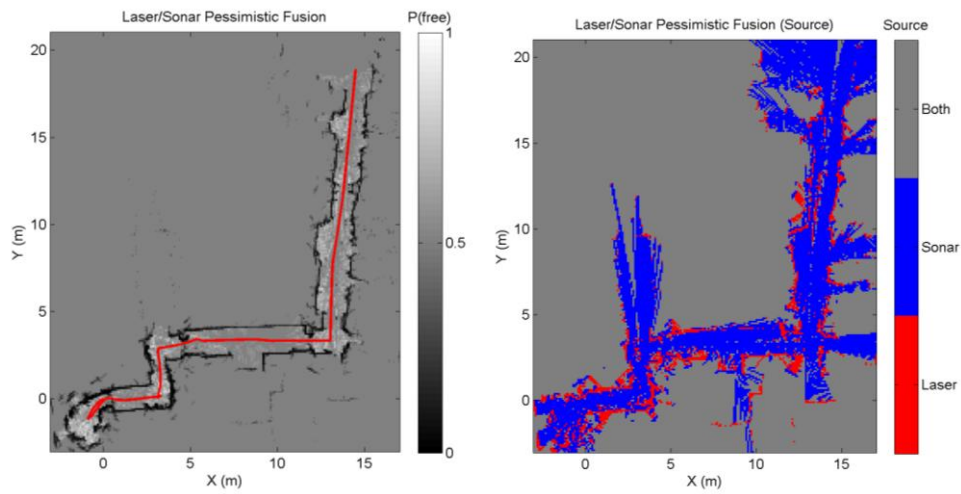 Laser/Sonar Pessimistic Fusion
P(free)
20
15
10
5
0
Y (m)
0
5
10
15
X (m)
1
0.5
0
Laser/Sonar Pessimistic Fusion (Source)
Source
20
15
10
5
0
Y (m)
0
5
10
15
X (m)
Both
Sonar
Laser